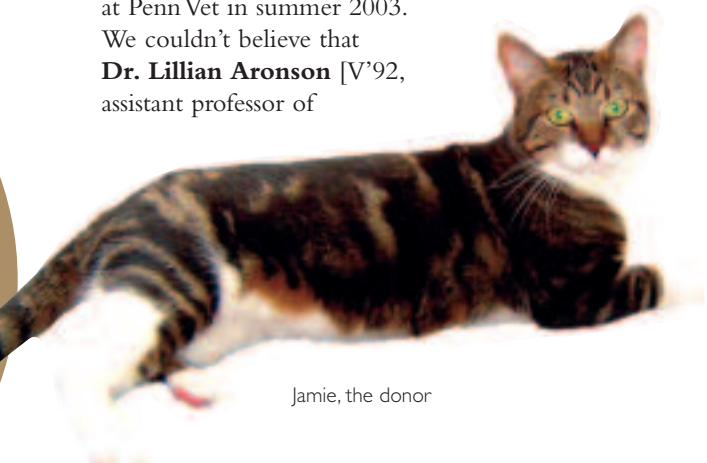 at Penn Vet in summer 2003.
We couldn't believe that
Dr. Lillian Aronson [V'92,
assistant professor of
Jamie, the donor